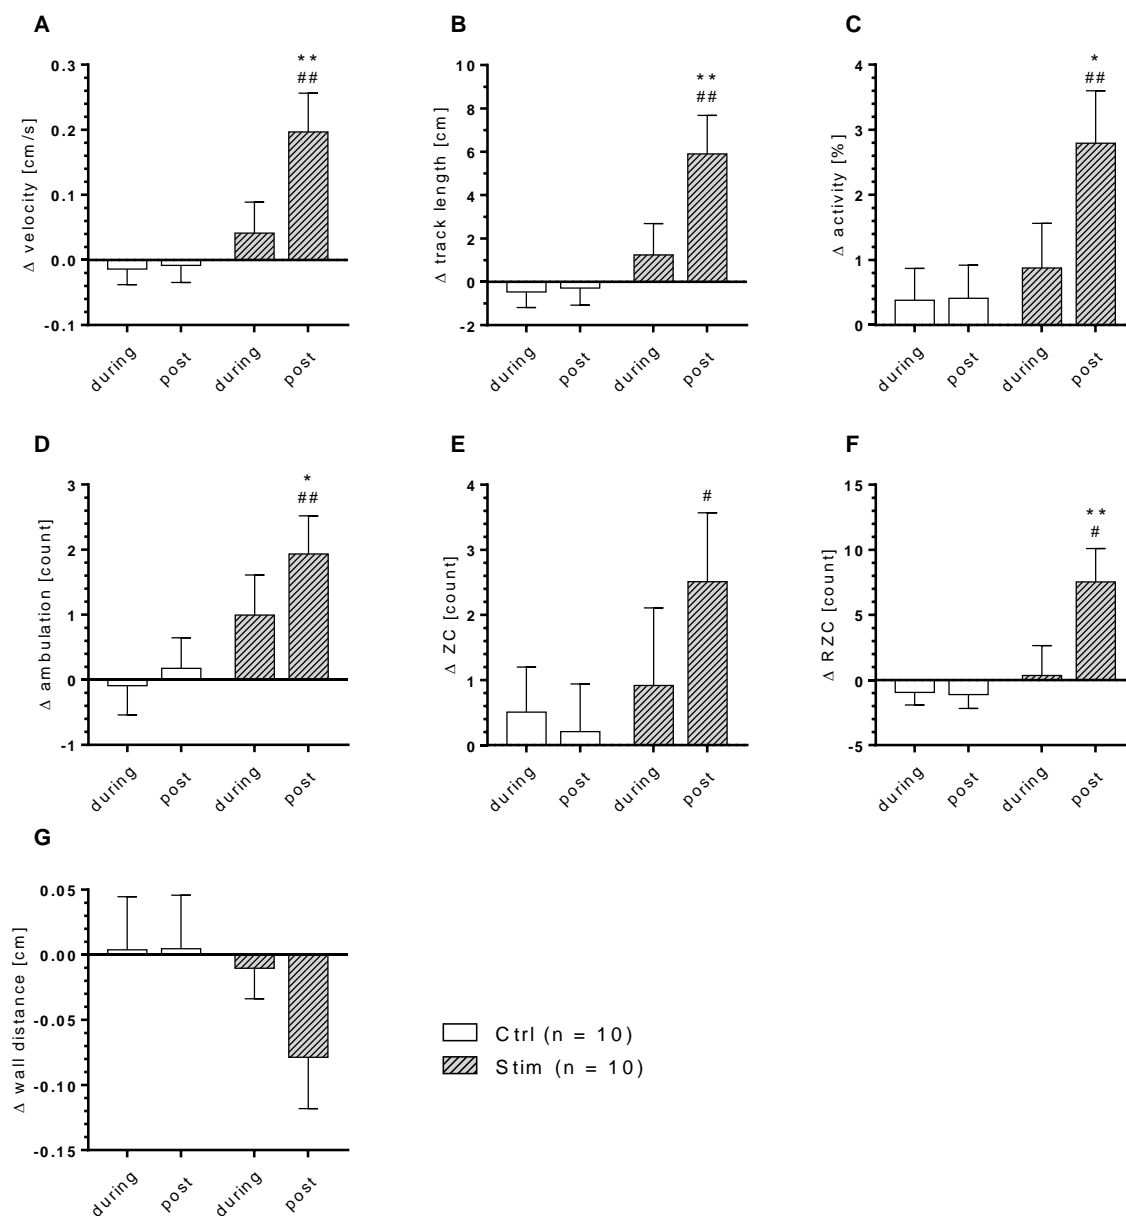 A
Δ velocity [cm/s]
0.3
0.2
0.1
0.0
-0.1
**
##
during
post
during
post
B
Δ track length [cm]
10
8
6
4
2
0
-2
**
##
during
post
during
post
C
Δ activity [%]
4
3
2
1
0
*
##
during
post
during
post
D
Δ ambulation [count]
3
2
1
0
-1
*
##
during
post
during
post
E
Δ ZC [count]
4
3
2
1
0
#
during
post
during
post
F
Δ RZC [count]
15
10
5
0
-5
**
#
during
post
during
post
G
Δ wall distance [cm]
0.05
0.00
-0.05
-0.10
-0.15
during
post
during
post
Ctrl (n = 10)
Stim (n = 10)